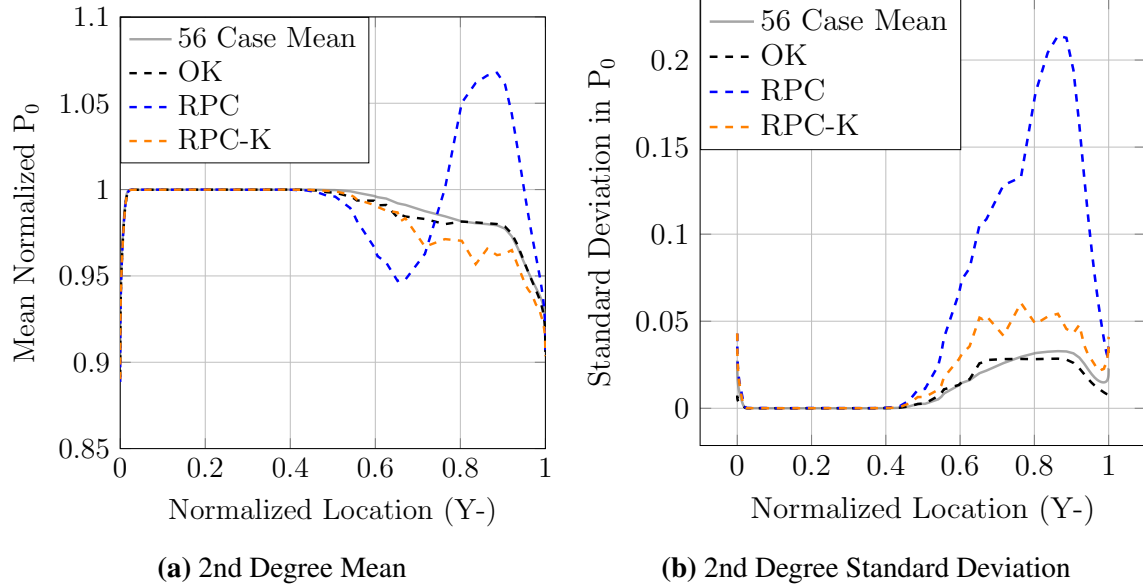 56 Case Mean
OK
RPC
RPC-K
1.1
1.05
1
0.95
0.9
0.85
Mean Normalized P₀
0
0.2
0.4
0.6
0.8
1
Normalized Location (Y-)
(a) 2nd Degree Mean
56 Case Mean
OK
RPC
RPC-K
0.2
0.15
0.1
0.05
0
Standard Deviation in P₀
0
0.2
0.4
0.6
0.8
1
Normalized Location (Y-)
(b) 2nd Degree Standard Deviation